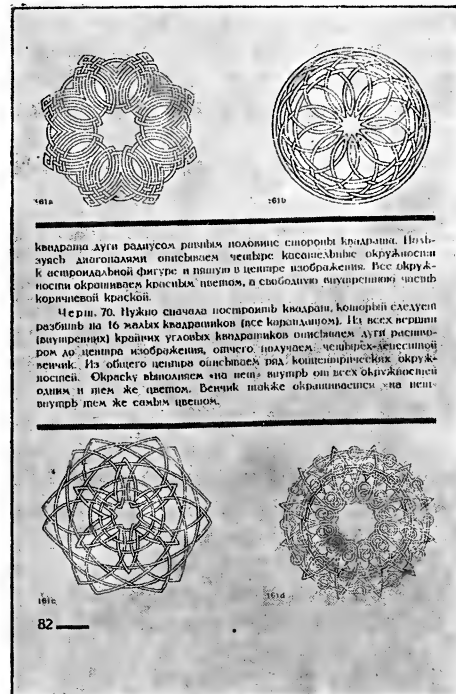 161a
161b
квадрата дуги радиусом равным половине стороны квадрата. Поль-
зуясь диагоналями описываем четыре касательные окружности
к астроидальной фигуре и пятую в центре изображения. Все окруж-
ности окрашиваем красным цветом, а свободную внутреннюю часть
коричневой краской.
Черт. 70. Нужно сначала построить квадрат, который следует
разбить на 16 малых квадратиков (все карандашом). Из всех вершин
(внутренних) крайних угловых квадратиков описываем дуги раство-
ром до центра изображения, отчего получаем четырех-лепестный
венчик. Из общего центра описываем ряд концентрических окруж-
ностей. Окраску выполняем «на нет» внутрь от всех окружностей
одним и тем же цветом. Венчик также окрашивается «на нет»
внутрь тем же самым цветом.
161c
161d
82